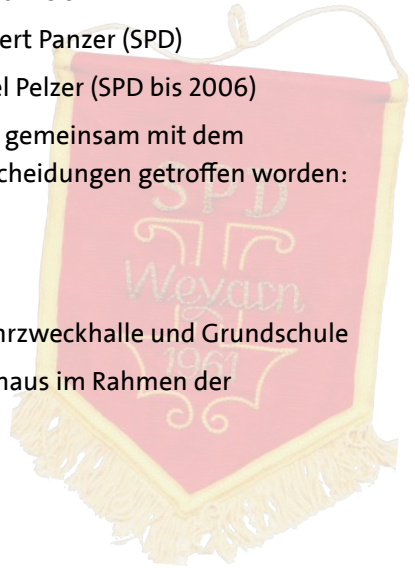 ert Panzer (SPD)
l Pelzer (SPD bis 2006)
gemeinsam mit dem
cheidungen getroffen worden:
SPD
Weyarn
1961
hrzweckhalle und Grundschule
haus im Rahmen der